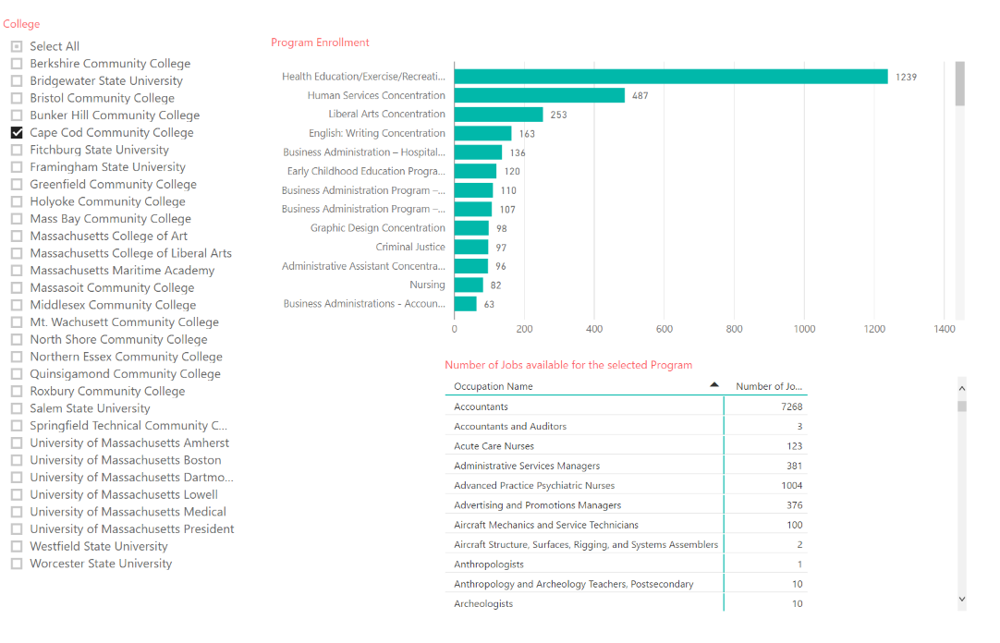 College
Select All
Berkshire Community College
Bridgewater State University
Bristol Community College
Bunker Hill Community College
Cape Cod Community College
Fitchburg State University
Framingham State University
Greenfield Community College
Holyoke Community College
Mass Bay Community College
Massachusetts College of Art
Massachusetts College of Liberal Arts
Massachusetts Maritime Academy
Massasoit Community College
Middlesex Community College
Mt. Wachusett Community College
North Shore Community College
Northern Essex Community College
Quinsigamond Community College
Roxbury Community College
Salem State University
Springfield Technical Community C...
University of Massachusetts Amherst
University of Massachusetts Boston
University of Massachusetts Dartmo...
University of Massachusetts Lowell
University of Massachusetts Medical
University of Massachusetts President
Westfield State University
Worcester State University
Program Enrollment
Health Education/Exercise/Recreati... 1239
Human Services Concentration 487
Liberal Arts Concentration 253
English: Writing Concentration 163
Business Administration – Hospital... 136
Early Childhood Education Progra... 120
Business Administration Program –... 110
Business Administration Program –... 107
Graphic Design Concentration 98
Criminal Justice 97
Administrative Assistant Concentra... 96
Nursing 82
Business Administrations - Accoun... 63
0 200 400 600 800 1000 1200 1400
Number of Jobs available for the selected Program
Occupation Name Number of Jo...
Accountants 7268
Accountants and Auditors 3
Acute Care Nurses 123
Administrative Services Managers 381
Advanced Practice Psychiatric Nurses 1004
Advertising and Promotions Managers 376
Aircraft Mechanics and Service Technicians 100
Aircraft Structure, Surfaces, Rigging, and Systems Assemblers 2
Anthropologists 1
Anthropology and Archeology Teachers, Postsecondary 10
Archeologists 10